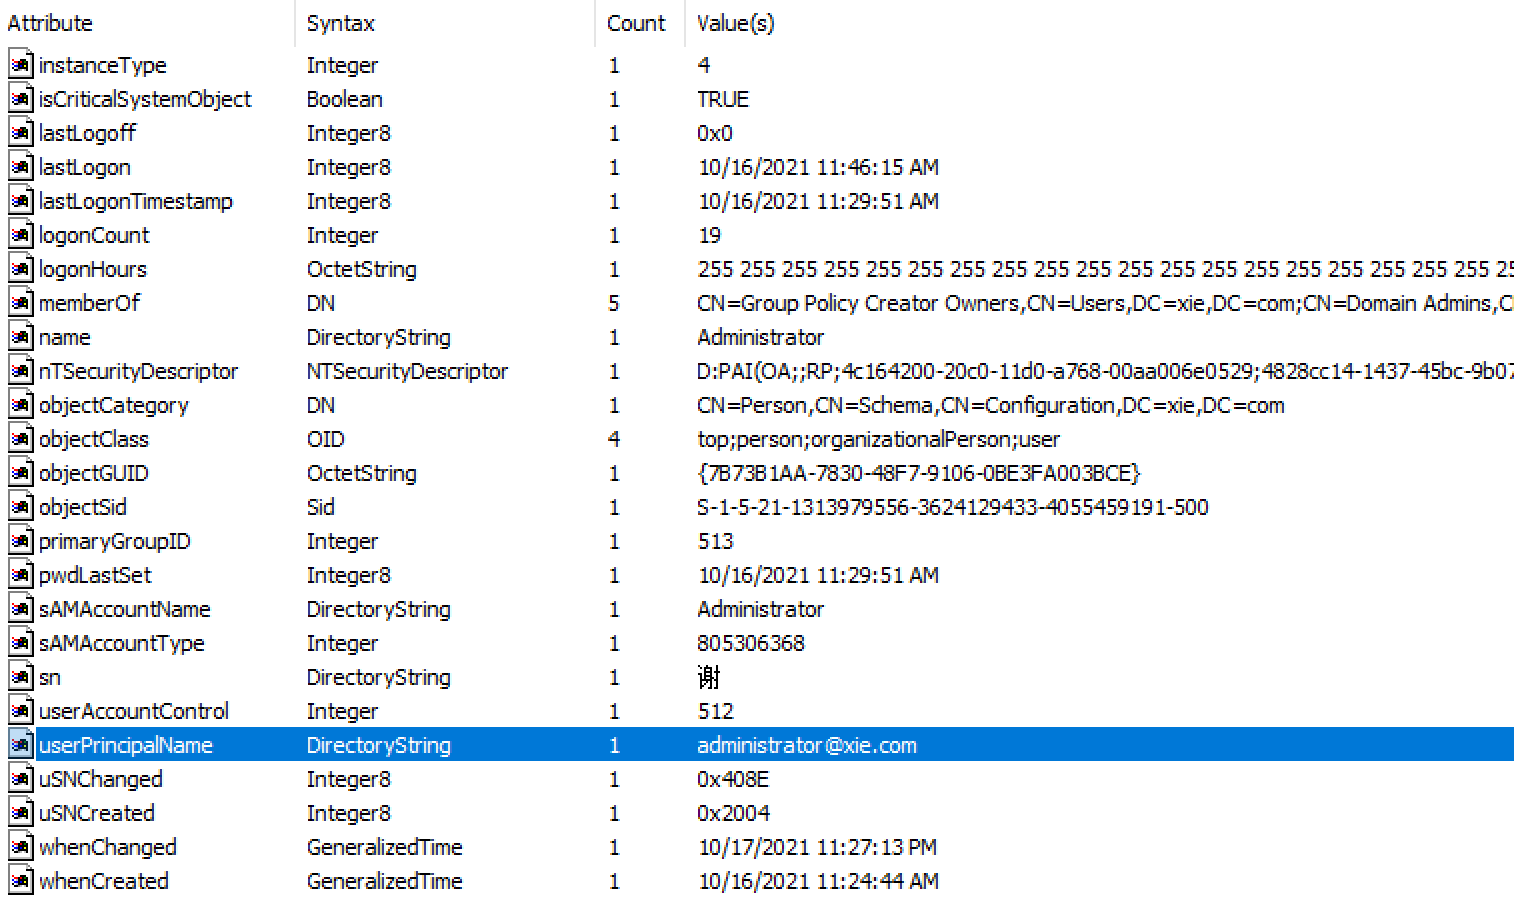 Attribute Syntax Count Value(s)
instanceType Integer 1 4
isCriticalSystemObject Boolean 1 TRUE
lastLogoff Integer8 1 0x0
lastLogon Integer8 1 10/16/2021 11:46:15 AM
lastLogonTimestamp Integer8 1 10/16/2021 11:29:51 AM
logonCount Integer 1 19
logonHours OctetString 1 255 255 255 255 255 255 255 255 255 255 255 255 255 255 255 255 255 255 255 25
memberOf DN 5 CN=Group Policy Creator Owners,CN=Users,DC=xie,DC=com;CN=Domain Admins,C
name DirectoryString 1 Administrator
nTSecurityDescriptor NTSecurityDescriptor 1 D:PAI(OA;;RP;4c164200-20c0-11d0-a768-00aa006e0529;4828cc14-1437-45bc-9b07
objectCategory DN 1 CN=Person,CN=Schema,CN=Configuration,DC=xie,DC=com
objectClass OID 4 top;person;organizationalPerson;user
objectGUID OctetString 1 {7B73B1AA-7830-48F7-9106-0BE3FA003BCE}
objectSid Sid 1 S-1-5-21-1313979556-3624129433-4055459191-500
primaryGroupID Integer 1 513
pwdLastSet Integer8 1 10/16/2021 11:29:51 AM
sAMAccountName DirectoryString 1 Administrator
sAMAccountType Integer 1 805306368
sn DirectoryString 1 谢
userAccountControl Integer 1 512
userPrincipalName DirectoryString 1 administrator@xie.com
uSNChanged Integer8 1 0x408E
uSNCreated Integer8 1 0x2004
whenChanged GeneralizedTime 1 10/17/2021 11:27:13 PM
whenCreated GeneralizedTime 1 10/16/2021 11:24:44 AM